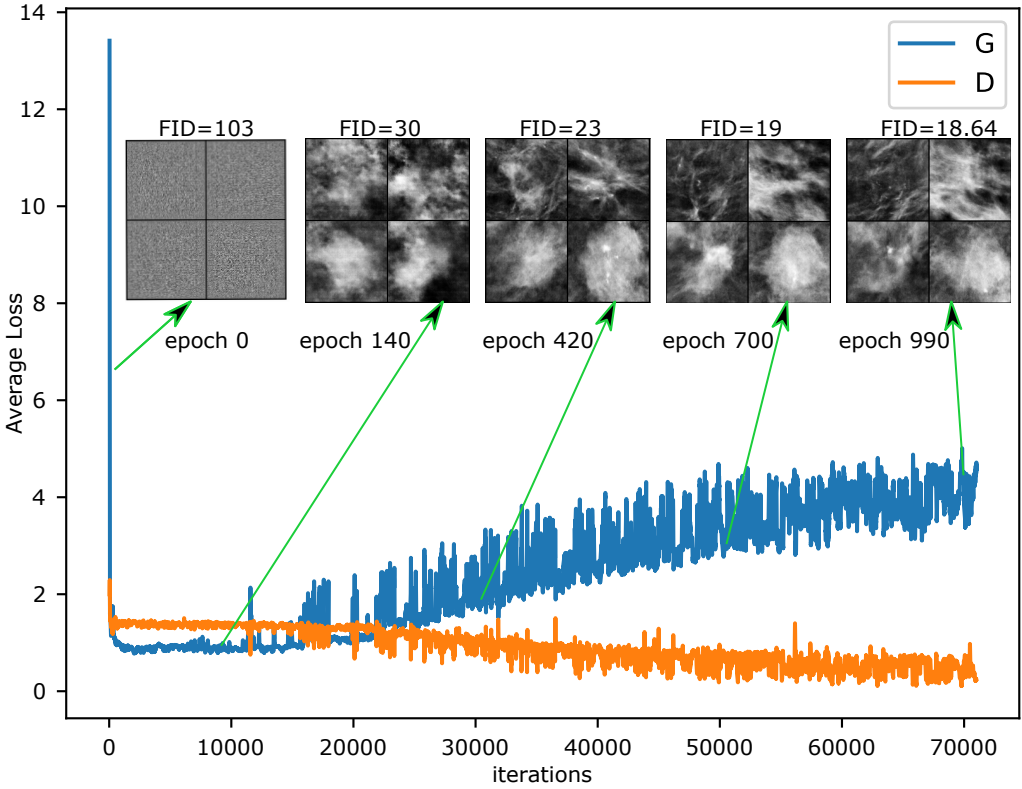 14
12
10
8
6
4
2
0
Average Loss
G
D
FID=103 FID=30 FID=23 FID=19 FID=18.64
epoch 0 epoch 140 epoch 420 epoch 700 epoch 990
0 10000 20000 30000 40000 50000 60000 70000
iterations